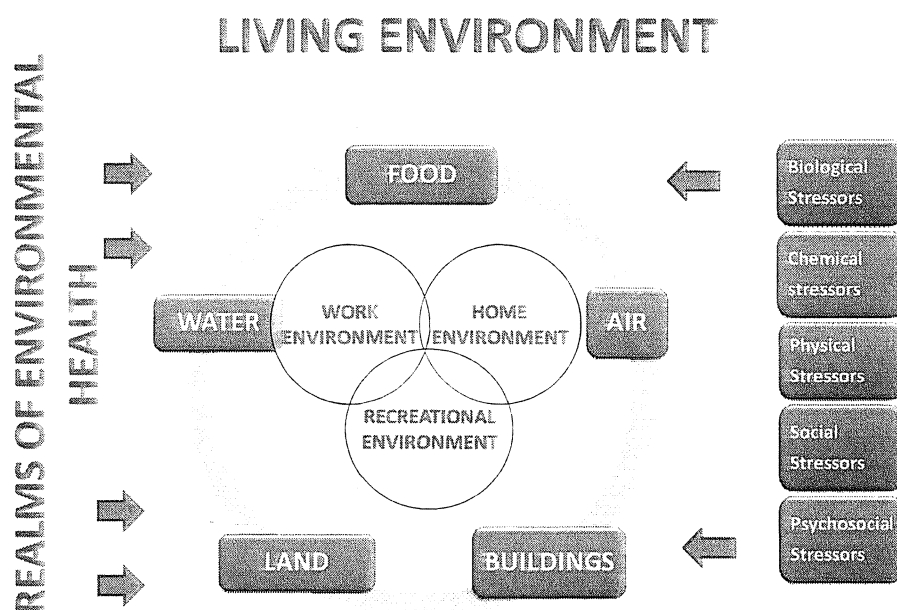 LIVING ENVIRONMENT
REALMS OF ENVIRONMENTAL
HEALTH
FOOD
WATER
AIR
WORK
ENVIRONMENT
HOME
ENVIRONMENT
RECREATIONAL
ENVIRONMENT
LAND
BUILDINGS
Biological
Stressors
Chemical
stressors
Physical
Stressors
Social
Stressors
Psychosocial
Stressors